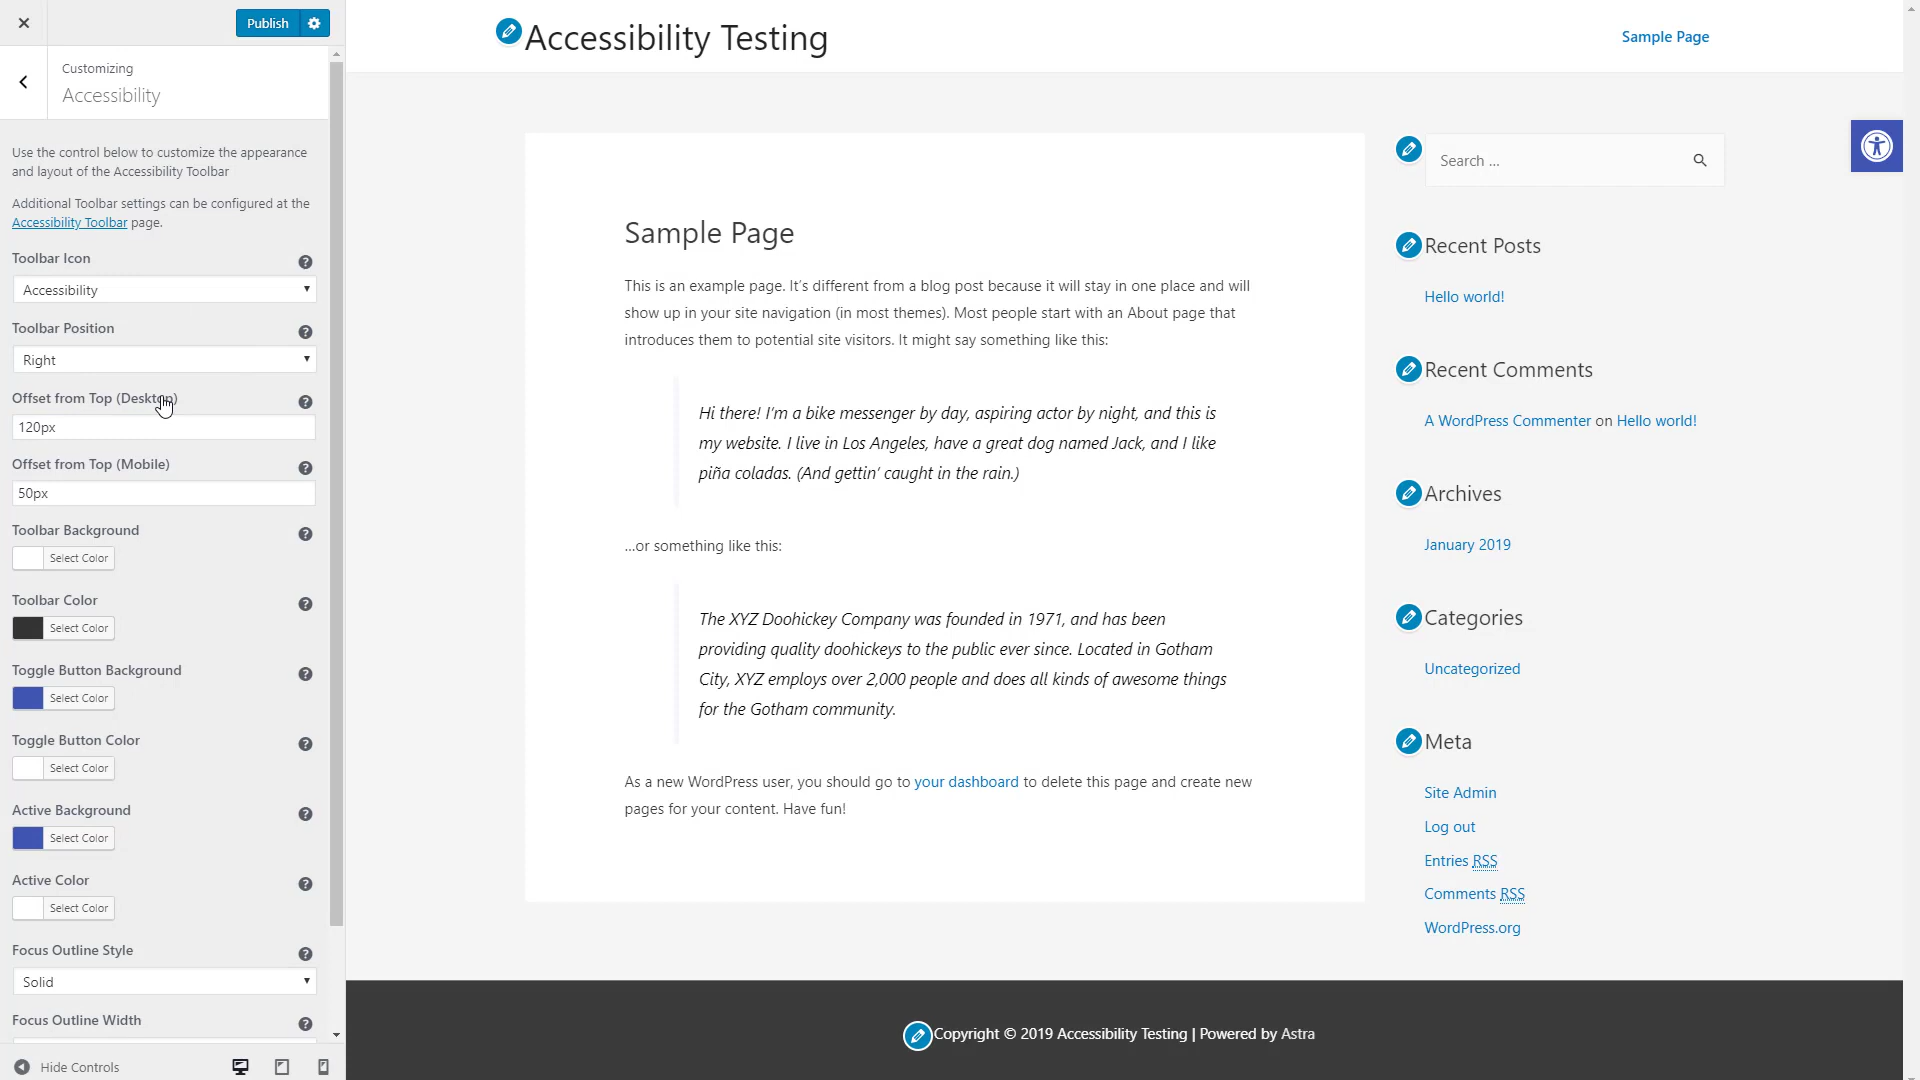 Publish
Customizing
Accessibility
Use the control below to customize the appearance
and layout of the Accessibility Toolbar
Additional Toolbar settings can be configured at the
Accessibility Toolbar page.
Toolbar Icon
Accessibility
Toolbar Position
Right
Offset from Top (Desktop)
120px
Offset from Top (Mobile)
50px
Toolbar Background
Select Color
Toolbar Color
Select Color
Toggle Button Background
Select Color
Toggle Button Color
Select Color
Active Background
Select Color
Active Color
Select Color
Focus Outline Style
Solid
Focus Outline Width
Hide Controls
Accessibility Testing
Sample Page
Sample Page
This is an example page. It’s different from a blog post because it will stay in one place and will
show up in your site navigation (in most themes). Most people start with an About page that
introduces them to potential site visitors. It might say something like this:
Hi there! I’m a bike messenger by day, aspiring actor by night, and this is
my website. I live in Los Angeles, have a great dog named Jack, and I like
piña coladas. (And gettin’ caught in the rain.)
…or something like this:
The XYZ Doohickey Company was founded in 1971, and has been
providing quality doohickeys to the public ever since. Located in Gotham
City, XYZ employs over 2,000 people and does all kinds of awesome things
for the Gotham community.
As a new WordPress user, you should go to your dashboard to delete this page and create new
pages for your content. Have fun!
Search …
Recent Posts
Hello world!
Recent Comments
A WordPress Commenter on Hello world!
Archives
January 2019
Categories
Uncategorized
Meta
Site Admin
Log out
Entries RSS
Comments RSS
WordPress.org
Copyright © 2019 Accessibility Testing | Powered by Astra